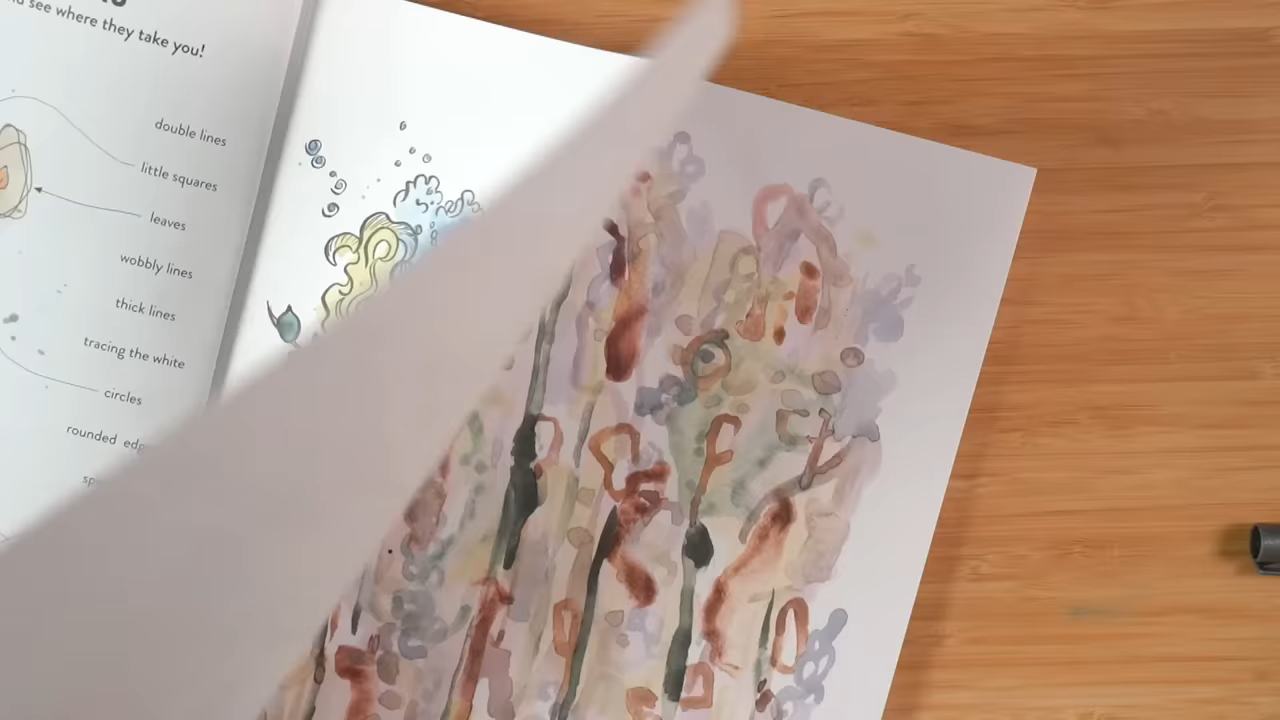 see where they take you!
double lines
little squares
leaves
wobbly lines
thick lines
tracing the white
circles
rounded